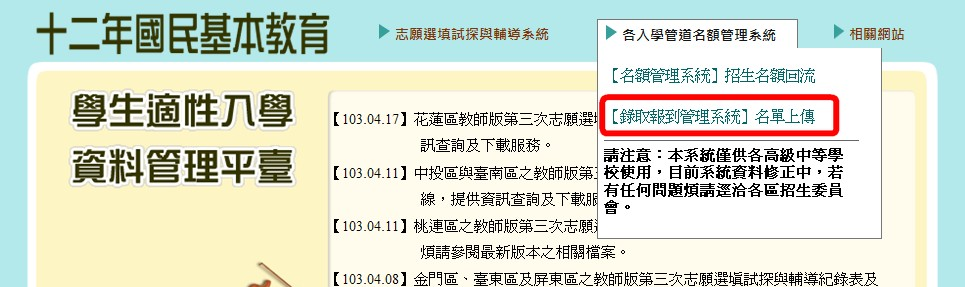 十二年國民基本教育
志願選填試探與輔導系統
各入學管道名額管理系統
相關網站
學生適性入學
資料管理平臺
【名額管理系統】招生名額回流
【錄取報到管理系統】名單上傳
請注意：本系統僅供各高級中等學
校使用，目前系統資料修正中，若
有任何問題煩請逕洽各區招生委員
會。
【103.04.17】花蓮區教師版第三次志願選
訊查詢及下載服務。
【103.04.11】中投區與臺南區之教師版第
線，提供資訊查詢及下載
【103.04.11】桃連區之教師版第三次志願
煩請參閱最新版本之相關檔案。
【103.04.08】金門區、臺東區及屏東區之教師版第三次志願選填試探與輔導紀錄表及